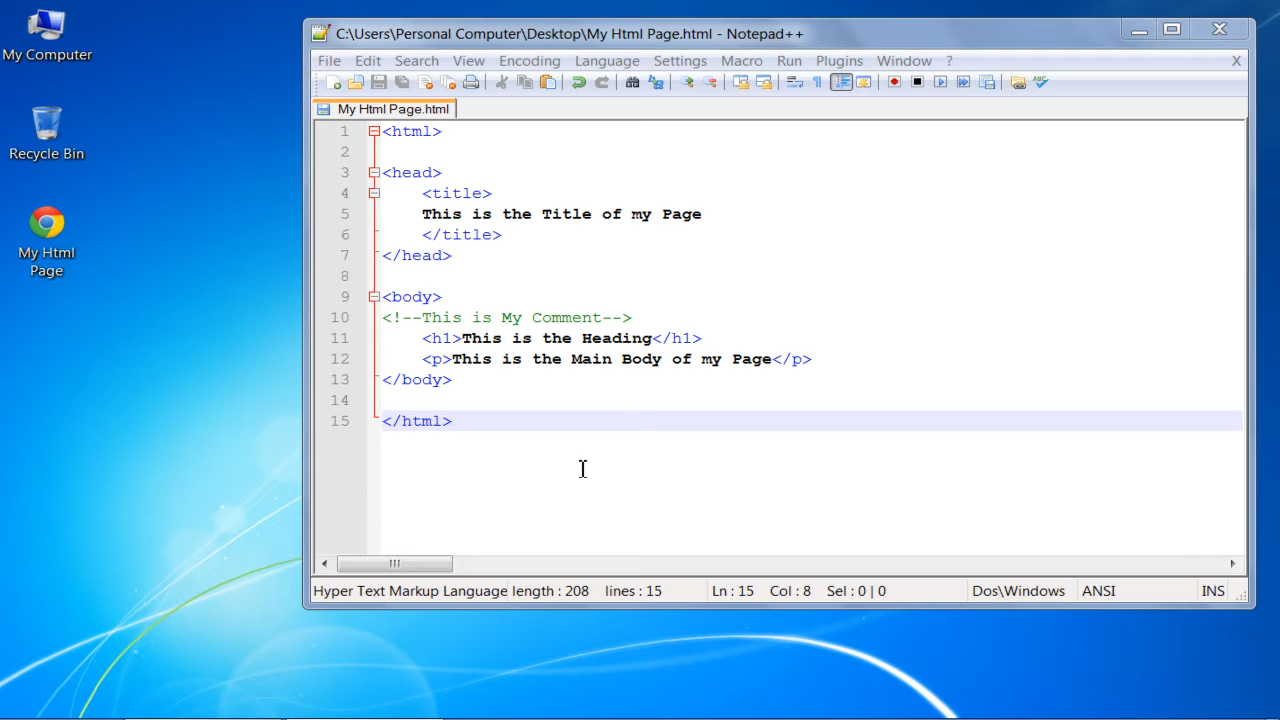 My Computer
Recycle Bin
My Html
Page
C:\Users\Personal Computer\Desktop\My Html Page.html - Notepad++
File Edit Search View Encoding Language Settings Macro Run Plugins Window ? X
My Html Page.html
1 <html>
2
3 <head>
4 <title>
5 This is the Title of my Page
6 </title>
7 </head>
8
9 <body>
10 <!--This is My Comment-->
11 <h1>This is the Heading</h1>
12 <p>This is the Main Body of my Page</p>
13 </body>
14
15 </html>
Hyper Text Markup Language length : 208 lines : 15 Ln : 15 Col : 8 Sel : 0 | 0 Dos\Windows ANSI INS